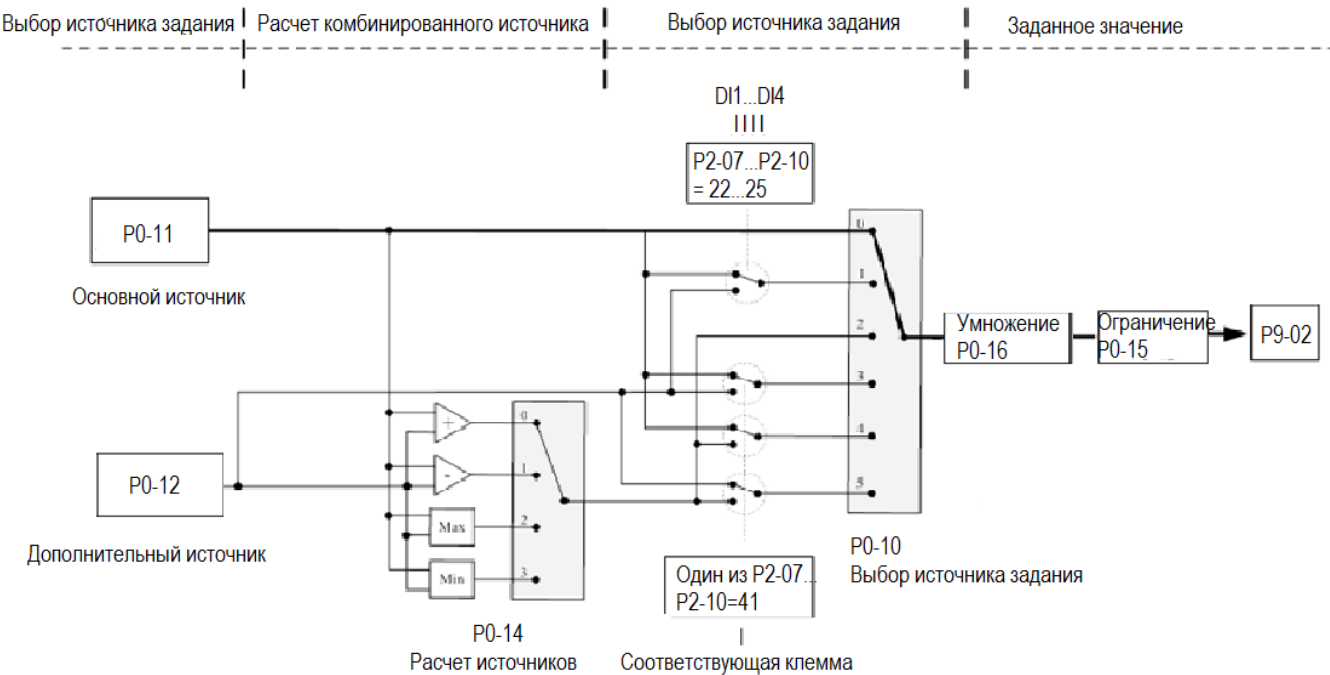 Выбор источника задания
Расчет комбинированного источника
Выбор источника задания
Заданное значение
DI1...DI4
P2-07...P2-10
= 22...25
P0-11
Основной источник
0
1
2
3
Умножение
P0-16
Ограничение
P0-15
P9-02
P0-12
Дополнительный источник
+
-
Max
Min
0
1
2
3
P0-14
Расчет источников
Один из P2-07...
P2-10=41
Соответствующая клемма
P0-10
Выбор источника задания